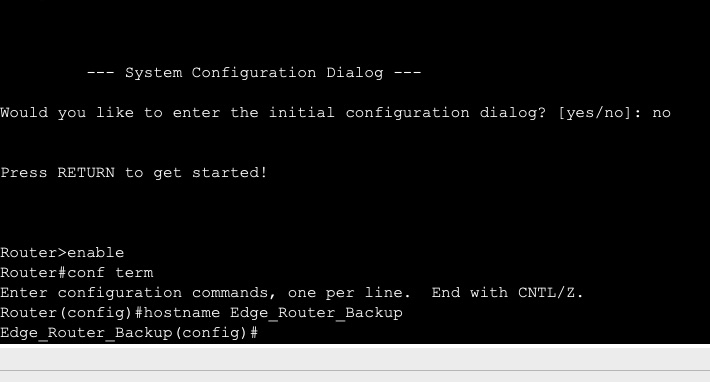 --- System Configuration Dialog ---
Would you like to enter the initial configuration dialog? [yes/no]: no
Press RETURN to get started!
Router>enable
Router#conf term
Enter configuration commands, one per line.  End with CNTL/Z.
Router(config)#hostname Edge_Router_Backup
Edge_Router_Backup(config)#